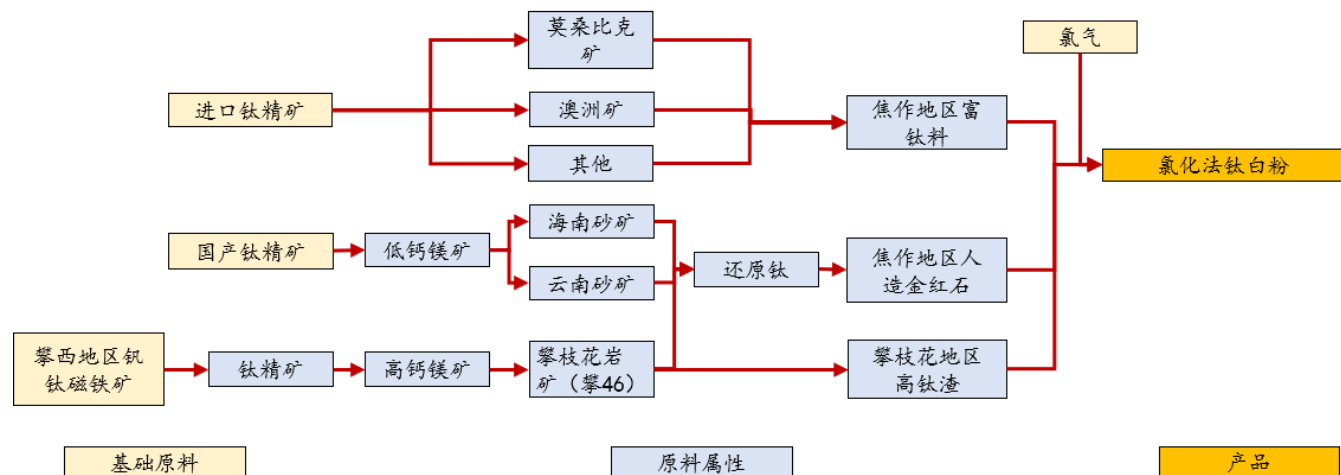 莫桑比克
矿
氯气
进口钛精矿
澳洲矿
焦作地区富
钛料
其他
氯化法钛白粉
海南砂矿
国产钛精矿
低钙镁矿
还原钛
焦作地区人
造金红石
云南砂矿
攀西地区钒
钛磁铁矿
钛精矿
高钙镁矿
攀枝花岩
矿（攀46）
攀枝花地区
高钛渣
基础原料
原料属性
产品